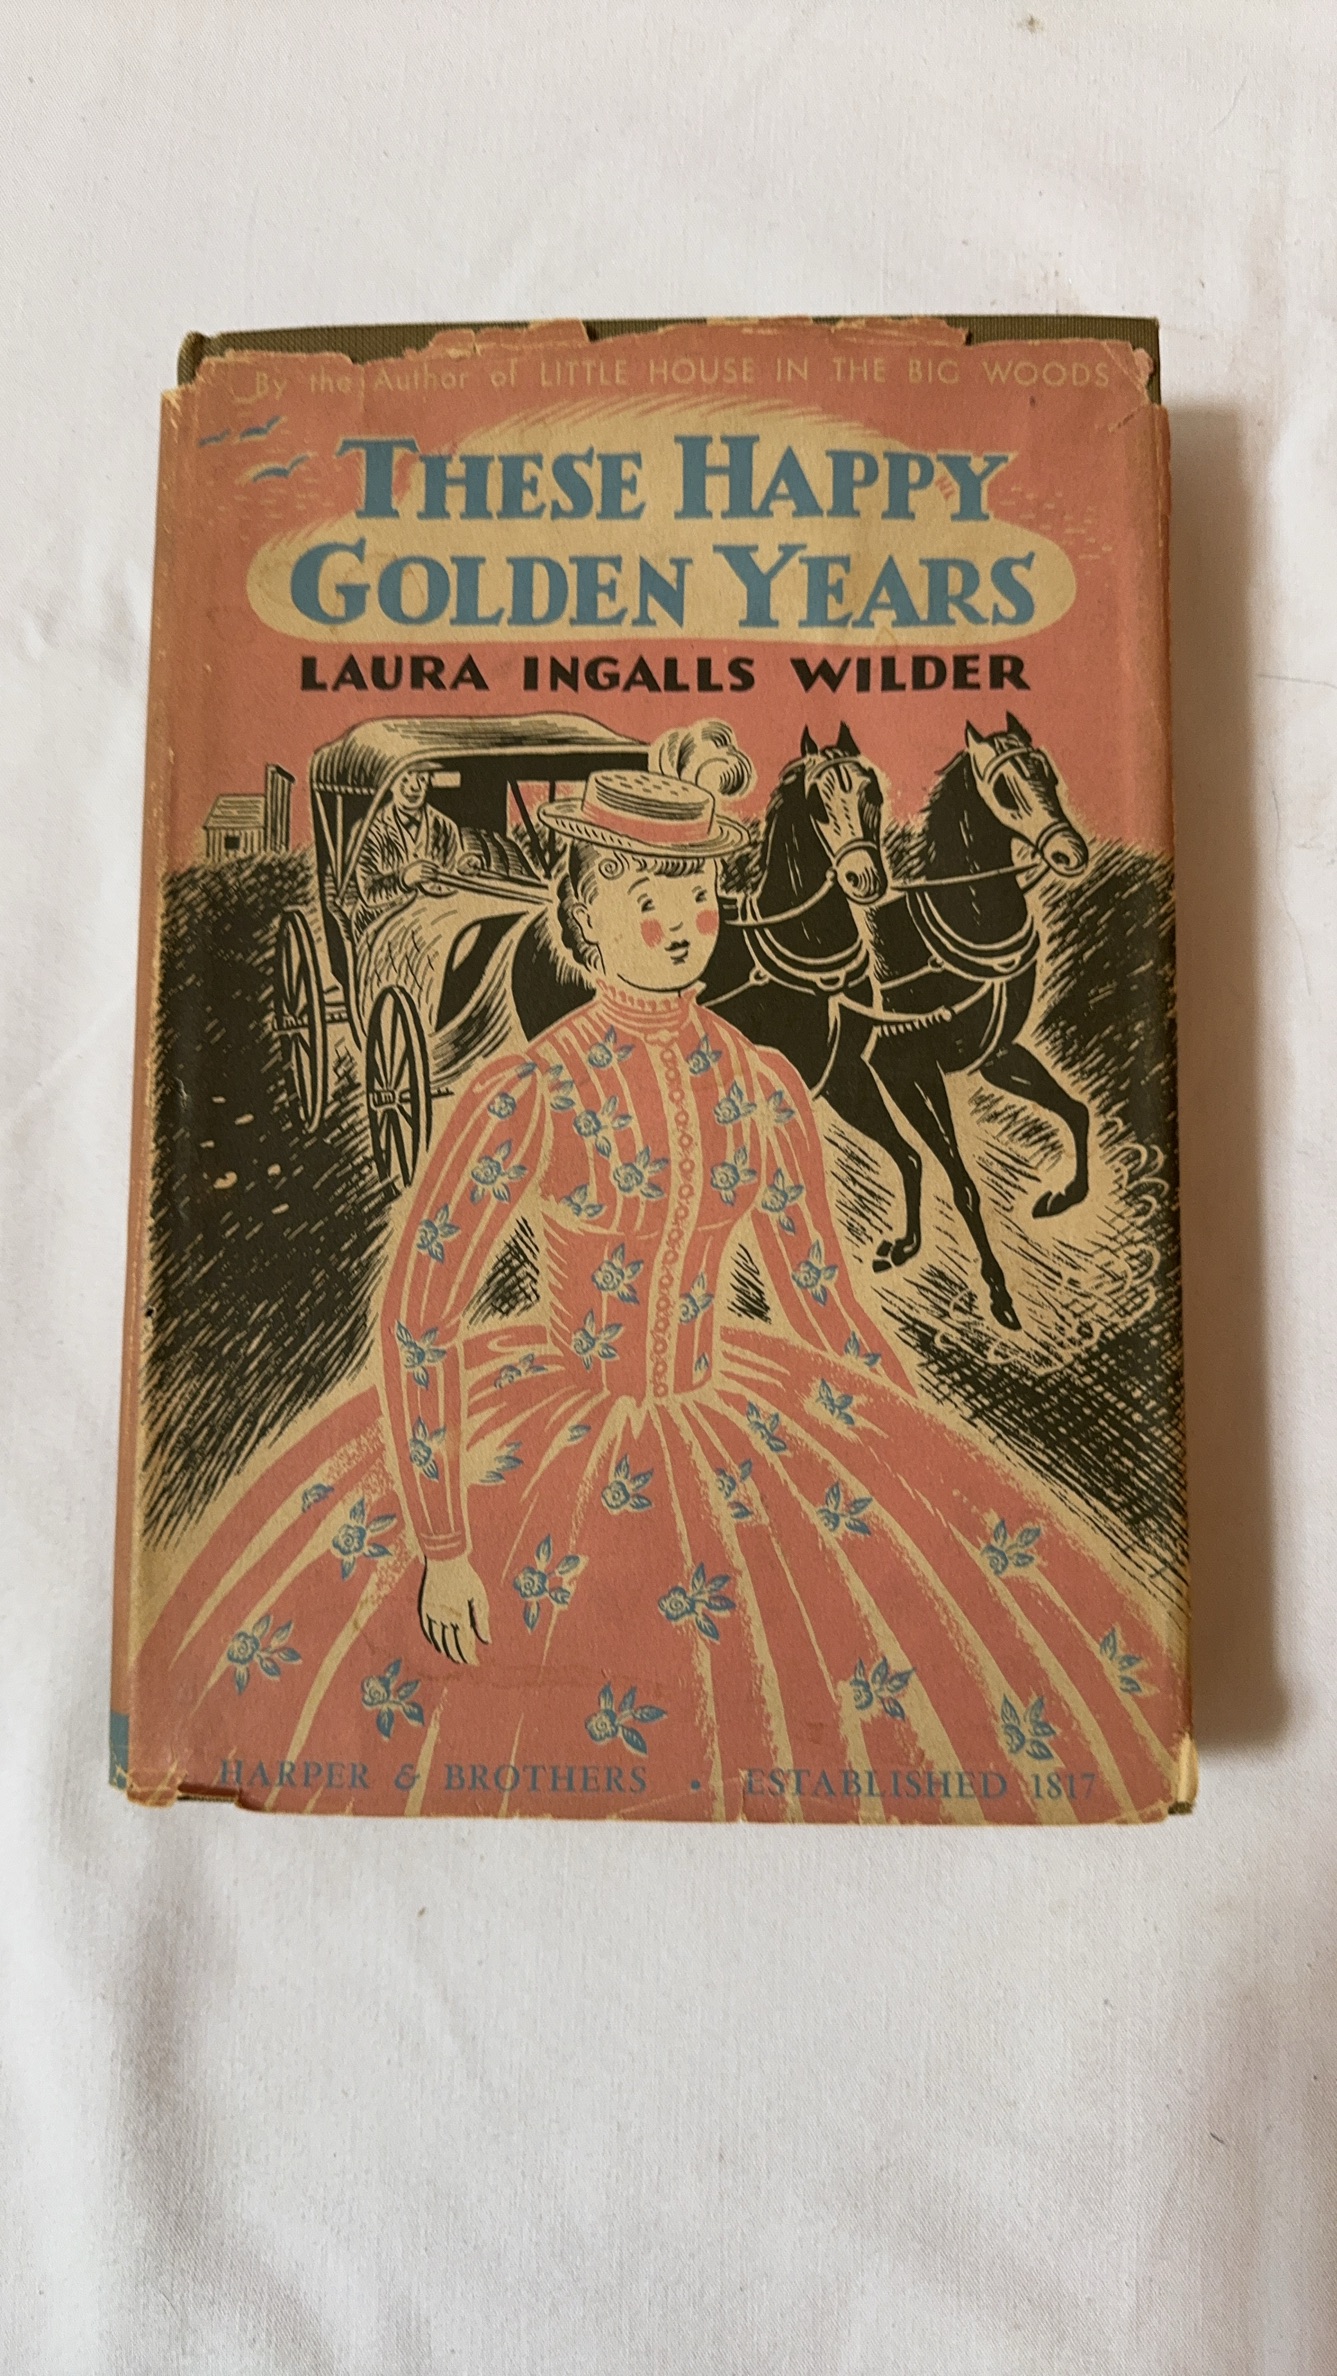 By the Author of LITTLE HOUSE IN THE BIG WOODS
THESE HAPPY
GOLDEN YEARS
LAURA INGALLS WILDER
HARPER & BROTHERS • ESTABLISHED 1817